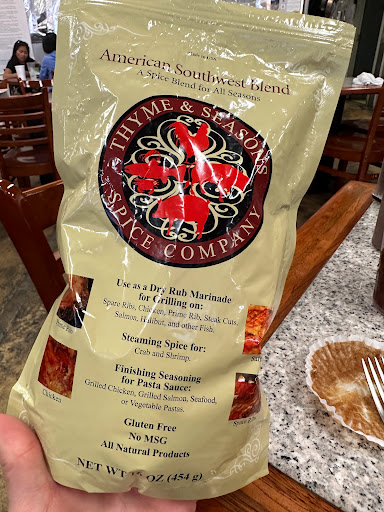 American Southwest Blend
A Spice Blend for All Seasons
THYME & SEASONS
SPICE COMPANY
Use as a Dry Rub Marinade
for Grilling on:
Spare Ribs, Chicken, Prime Rib, Steak Cuts,
Salmon, Halibut, and other Fish.
Steaming Spice for:
Crab and Shrimp.
Finishing Seasoning
for Pasta Sauce:
Grilled Chicken, Grilled Salmon, Seafood,
or Vegetable Pastas.
Chicken
Gluten Free
No MSG
All Natural Products
NET WT OZ (454 g)